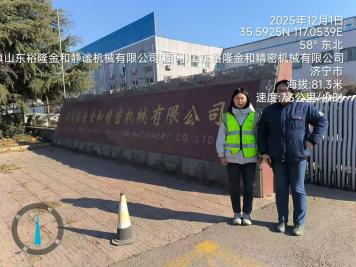 2025年12月1日
35.5925N 117.0539E
58° 东北
山东裕隆金和精密机械有限公司
济宁市
海拔:81.3米
速度:7.3公里/小时
山东裕隆金和精密机械有限公司
MACHINERY CO LTD